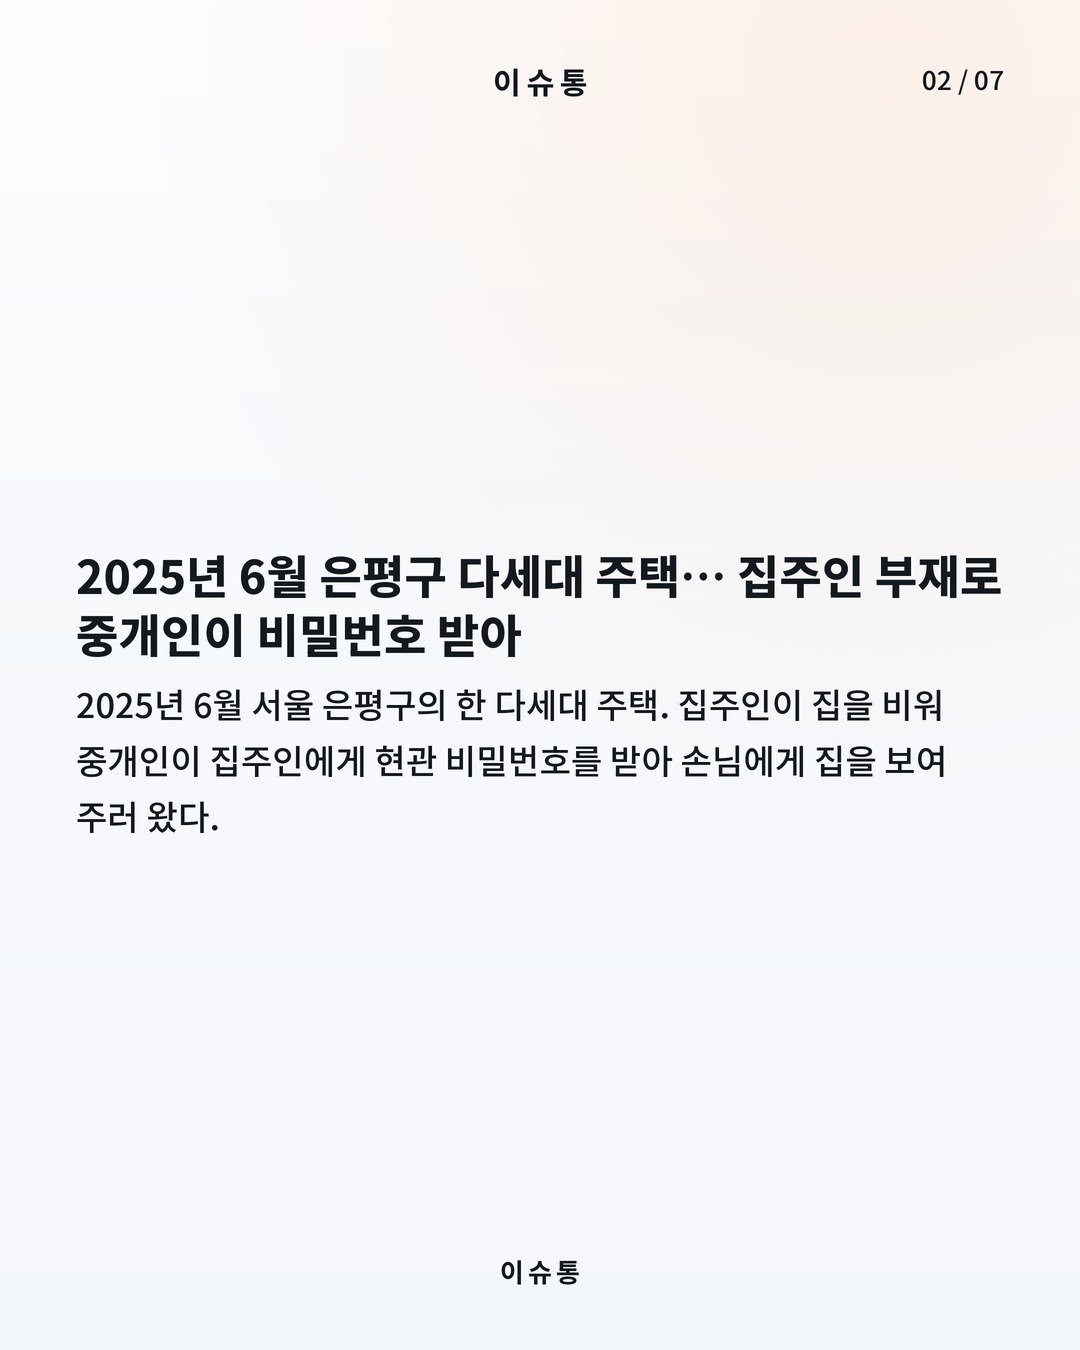 이슈통
02 / 07
2025년 6월 은평구 다세대 주택… 집주인 부재로
중개인이 비밀번호 받아
2025년 6월 서울 은평구의 한 다세대 주택. 집주인이 집을 비워
중개인이 집주인에게 현관 비밀번호를 받아 손님에게 집을 보여
주러 왔다.
이슈통